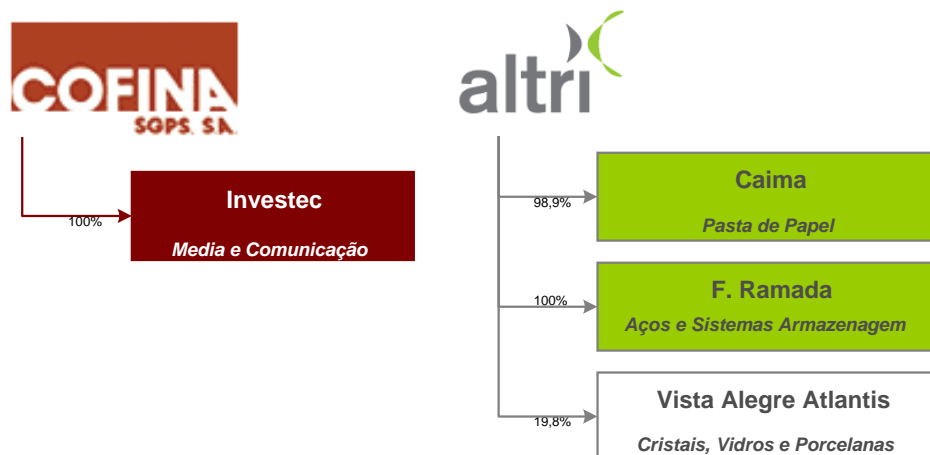 COFINA
SGPS, SA.
100%
Investec
Media e Comunicação
altri
98,9%
Caima
Pasta de Papel
100%
F. Ramada
Aços e Sistemas Armazenagem
19,8%
Vista Alegre Atlantis
Cristais, Vidros e Porcelanas